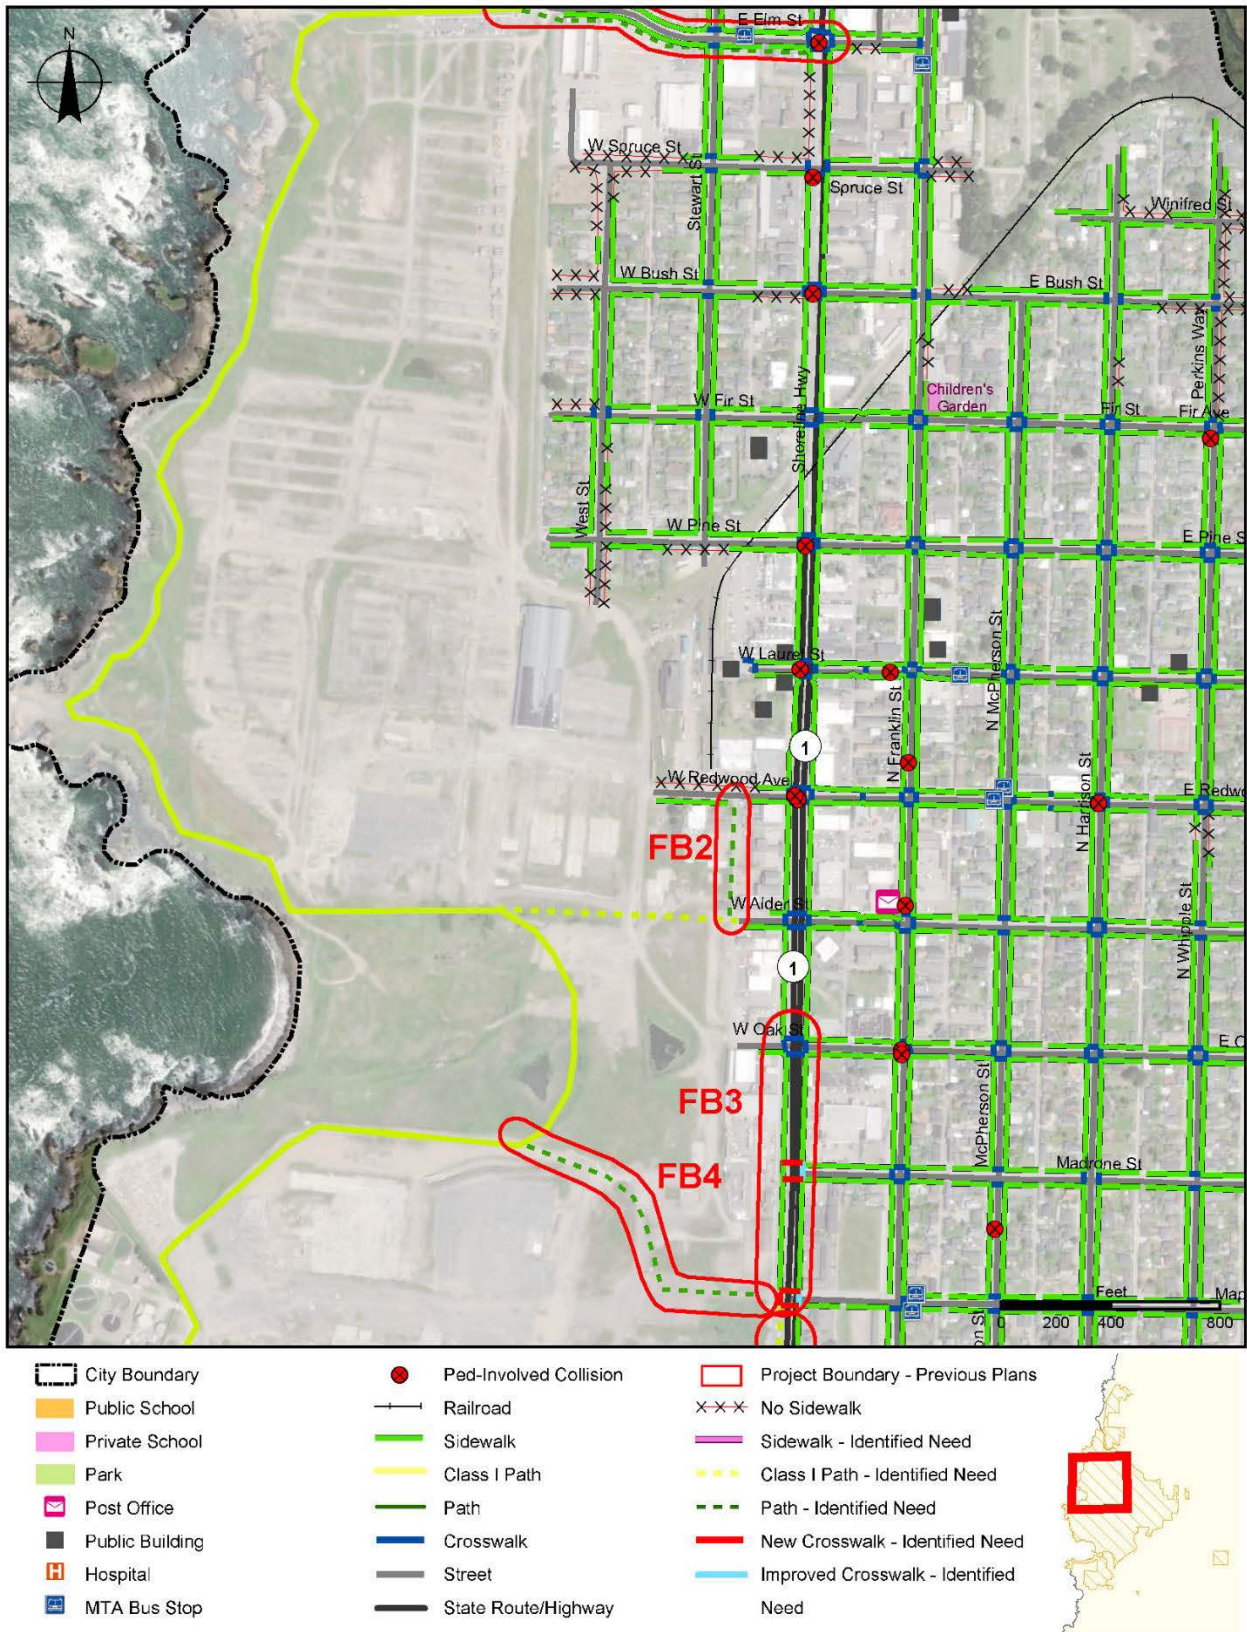 N
E Elm St
W Spruce St
Spruce St
Stewart St
Winifred St
W Bush St
E Bush St
Perkins Way
Shoreline Hwy
Children's
Garden
W Fir St
Fir St
Fir Ave
West St
W Pine St
E Pine S
W Laurel St
N McPherson St
N Franklin St
1
W Redwood Ave
E Redwo
N Harrison St
FB2
W Alder St
N Whipple St
1
W Oak St
E O
FB3
McPherson St
Madrone St
FB4
on St
Feet
Map
0 200 400 800
City Boundary
Public School
Private School
Park
Post Office
Public Building
H Hospital
MTA Bus Stop
Ped-Involved Collision
Railroad
Sidewalk
Class I Path
Path
Crosswalk
Street
State Route/Highway
Project Boundary - Previous Plans
No Sidewalk
Sidewalk - Identified Need
Class I Path - Identified Need
Path - Identified Need
New Crosswalk - Identified Need
Improved Crosswalk - Identified
Need